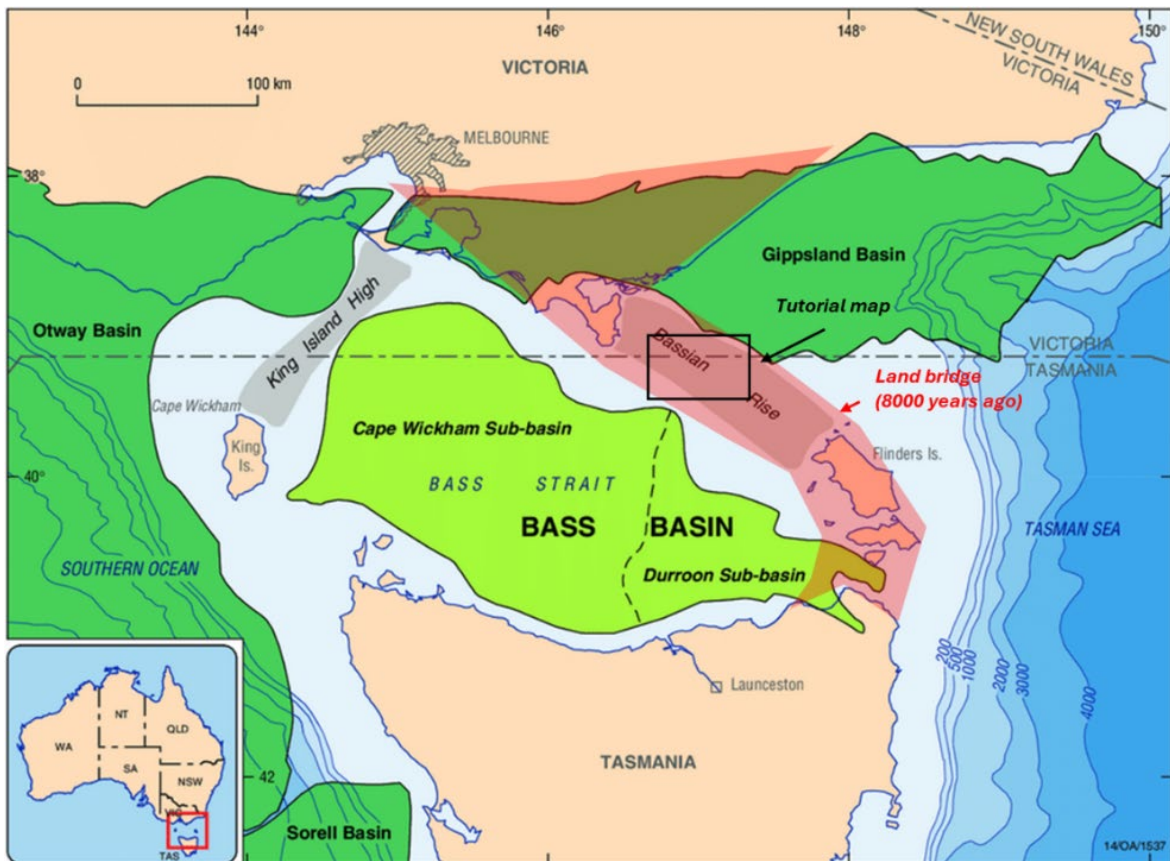 144°
146°
148°
150°
NEW SOUTH WALES
VICTORIA
VICTORIA
0
100 km
MELBOURNE
38°
Gippsland Basin
King Island High
Otway Basin
Tutorial map
Bassian
Rise
VICTORIA
TASMANIA
Land bridge
(8000 years ago)
Cape Wickham
King
Is.
Cape Wickham Sub-basin
Flinders Is.
40°
BASS STRAIT
BASS BASIN
TASMAN SEA
SOUTHERN OCEAN
Durroon Sub-basin
200
500
1000
2000
3000
4000
Launceston
TASMANIA
WA
NT
QLD
SA
NSW
VIC
TAS
42
Sorell Basin
14/OA/1537